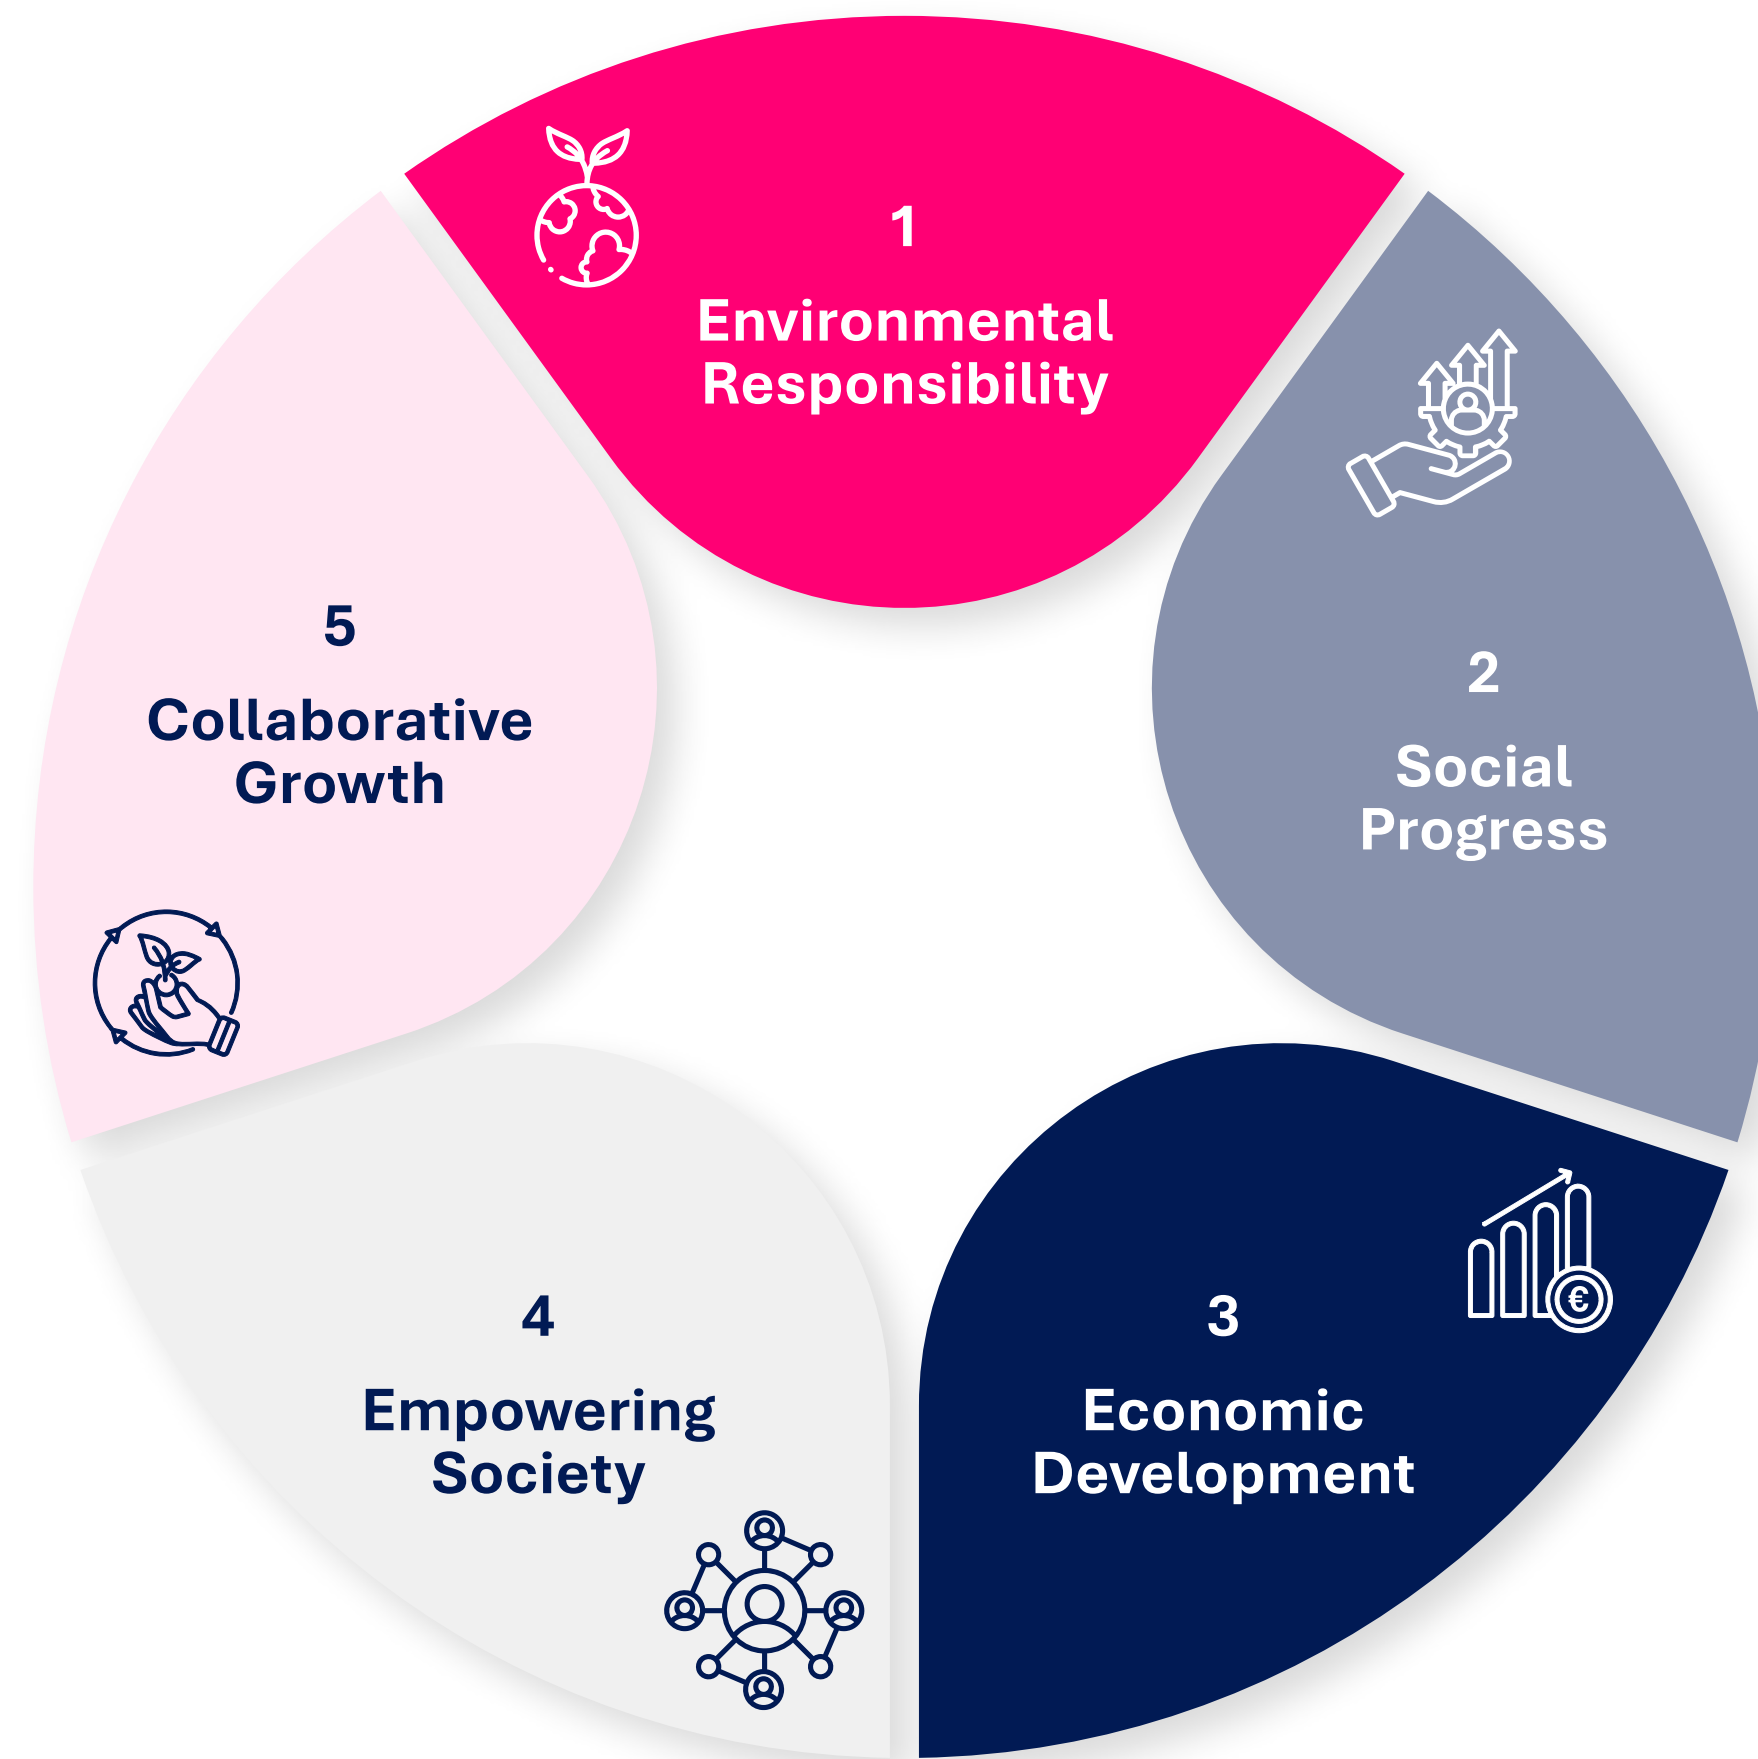 1
Environmental
Responsibility
2
Social
Progress
3
Economic
Development
€
4
Empowering
Society
5
Collaborative
Growth